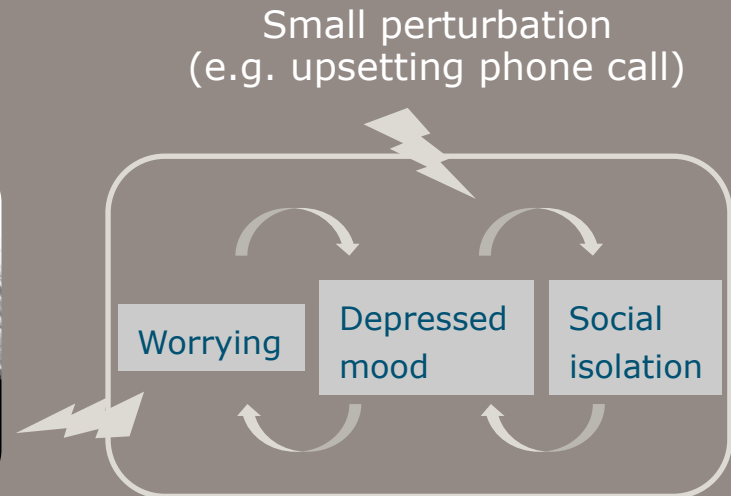 Small perturbation
(e.g. upsetting phone call)
Worrying
Depressed
mood
Social
isolation